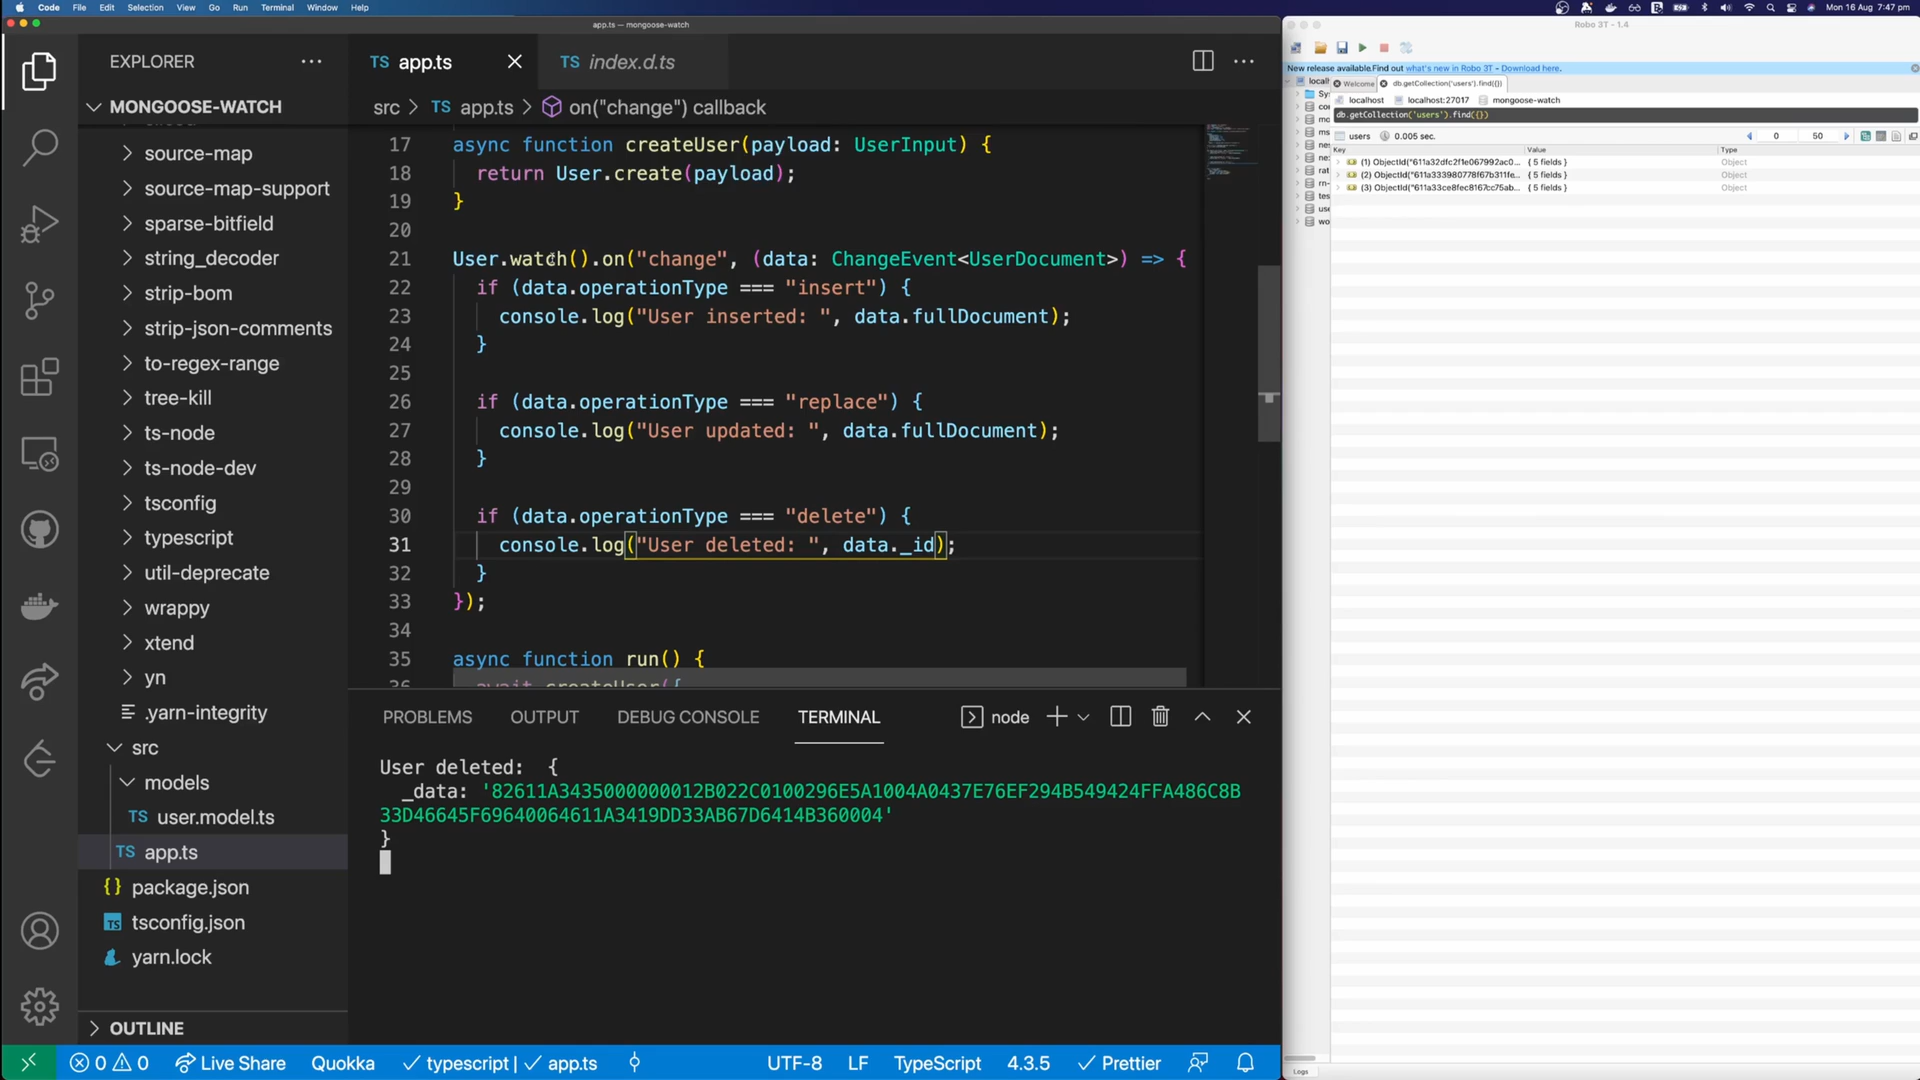 Code File Edit Selection View Go Run Terminal Window Help
Mon 16 Aug 7:47 pm
app.ts — mongoose-watch
EXPLORER
MONGOOSE-WATCH
source-map
source-map-support
sparse-bitfield
string_decoder
strip-bom
strip-json-comments
to-regex-range
tree-kill
ts-node
ts-node-dev
tsconfig
typescript
util-deprecate
wrappy
xtend
yn
.yarn-integrity
src
models
TS user.model.ts
TS app.ts
{} package.json
TS tsconfig.json
yarn.lock
OUTLINE
TS app.ts
TS index.d.ts
src > TS app.ts > on("change") callback
17 async function createUser(payload: UserInput) {
18 return User.create(payload);
19 }
20
21 User.watch().on("change", (data: ChangeEvent<UserDocument>) => {
22 if (data.operationType === "insert") {
23 console.log("User inserted: ", data.fullDocument);
24 }
25
26 if (data.operationType === "replace") {
27 console.log("User updated: ", data.fullDocument);
28 }
29
30 if (data.operationType === "delete") {
31 console.log("User deleted: ", data._id);
32 }
33 });
34
35 async function run() {
36 await createUser({
PROBLEMS OUTPUT DEBUG CONSOLE TERMINAL
node
User deleted: {
_data: '82611A3435000000012B022C0100296E5A1004A0437E76EF294B549424FFA486C8B
33D46645F69640064611A3419DD33AB67D6414B360004'
}
0 0 Live Share Quokka typescript | app.ts
UTF-8 LF TypeScript 4.3.5 Prettier
Robo 3T - 1.4
New release available. Find out what's new in Robo 3T - Download here.
Welcome db.getCollection('users').find({})
localhost localhost:27017 mongoose-watch
db.getCollection('users').find({})
users 0.005 sec. 0 50
Key Value Type
(1) ObjectId("611a32dfc2f1e067992ac0... { 5 fields } Object
(2) ObjectId("611a333980778f67b311fe... { 5 fields } Object
(3) ObjectId("611a33ce8fec8167cc75ab... { 5 fields } Object
Logs